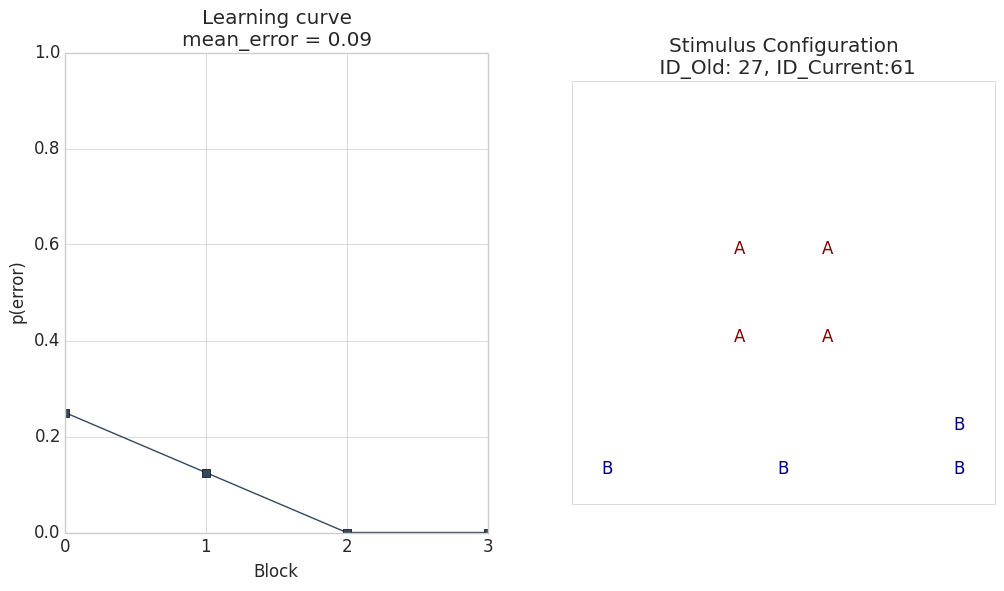 Learning curve
mean_error = 0.09
1.0
0.8
0.6
0.4
0.2
0.0
p(error)
0 1 2 3
Block
Stimulus Configuration
ID_Old: 27, ID_Current:61
A A
A A
B
B B B